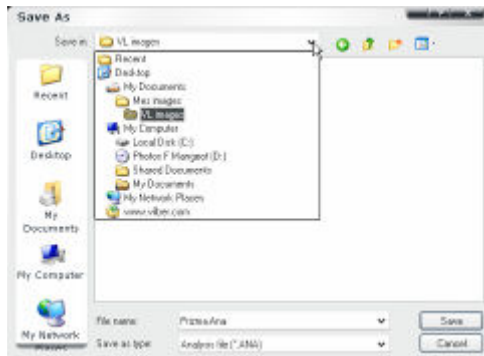 Save As
Save in:
VL images
Recent
Desktop
My Documents
Mes images
VL images
My Computer
Local Disk (C:)
Photos F Mangeot (D:)
Shared Documents
My Documents
My Network Places
www.vilber.com
Recent
Desktop
My
Documents
My Computer
My Network
File name:
Save as type:
Analysis file (*.ANA)
Save
Cancel